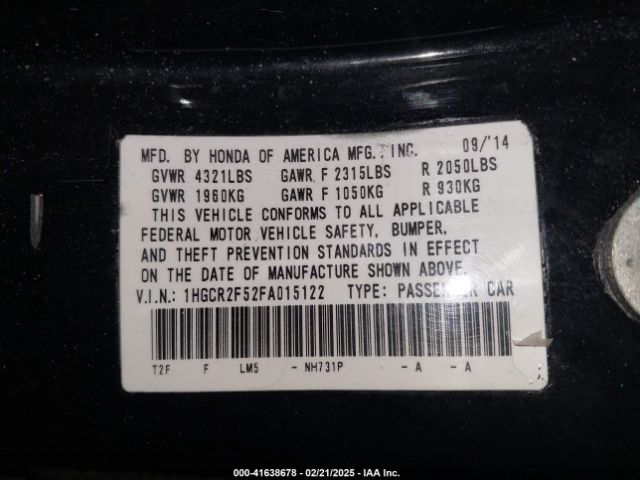 MFD. BY HONDA OF AMERICA MFG.,INC. 09/'14
GVWR 4321LBS GAWR F 2315LBS R 2050LBS
GVWR 1960KG GAWR F 1050KG R 930KG
THIS VEHICLE CONFORMS TO ALL APPLICABLE
FEDERAL MOTOR VEHICLE SAFETY, BUMPER,
AND THEFT PREVENTION STANDARDS IN EFFECT
ON THE DATE OF MANUFACTURE SHOWN ABOVE.
V.I.N.: 1HGCR2F52FA015122 TYPE: PASSENGER CAR
T2F F LM5 - NH731P - A - A
000-41638678 - 02/21/2025 - IAA Inc.